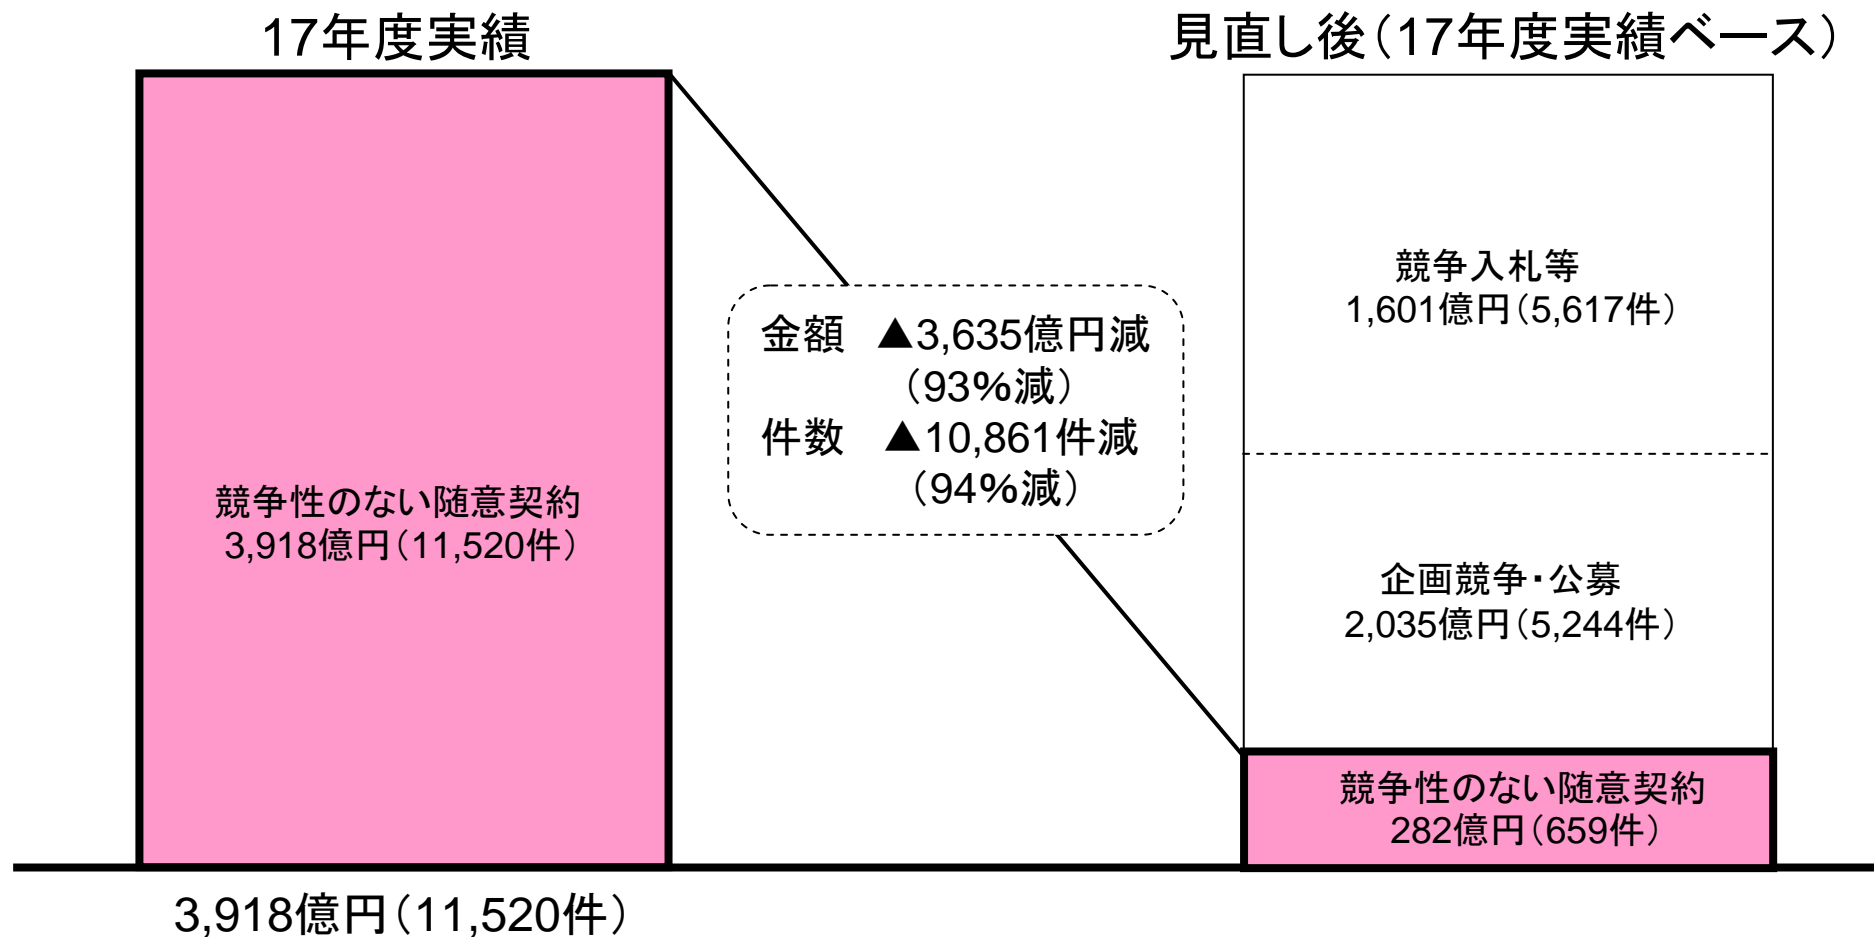 17年度実績
見直し後(17年度実績ベース)
競争性のない随意契約
3,918億円(11,520件)
金額 ▲3,635億円減
(93%減)
件数 ▲10,861件減
(94%減)
競争入札等
1,601億円(5,617件)
企画競争・公募
2,035億円(5,244件)
競争性のない随意契約
282億円(659件)
3,918億円(11,520件)